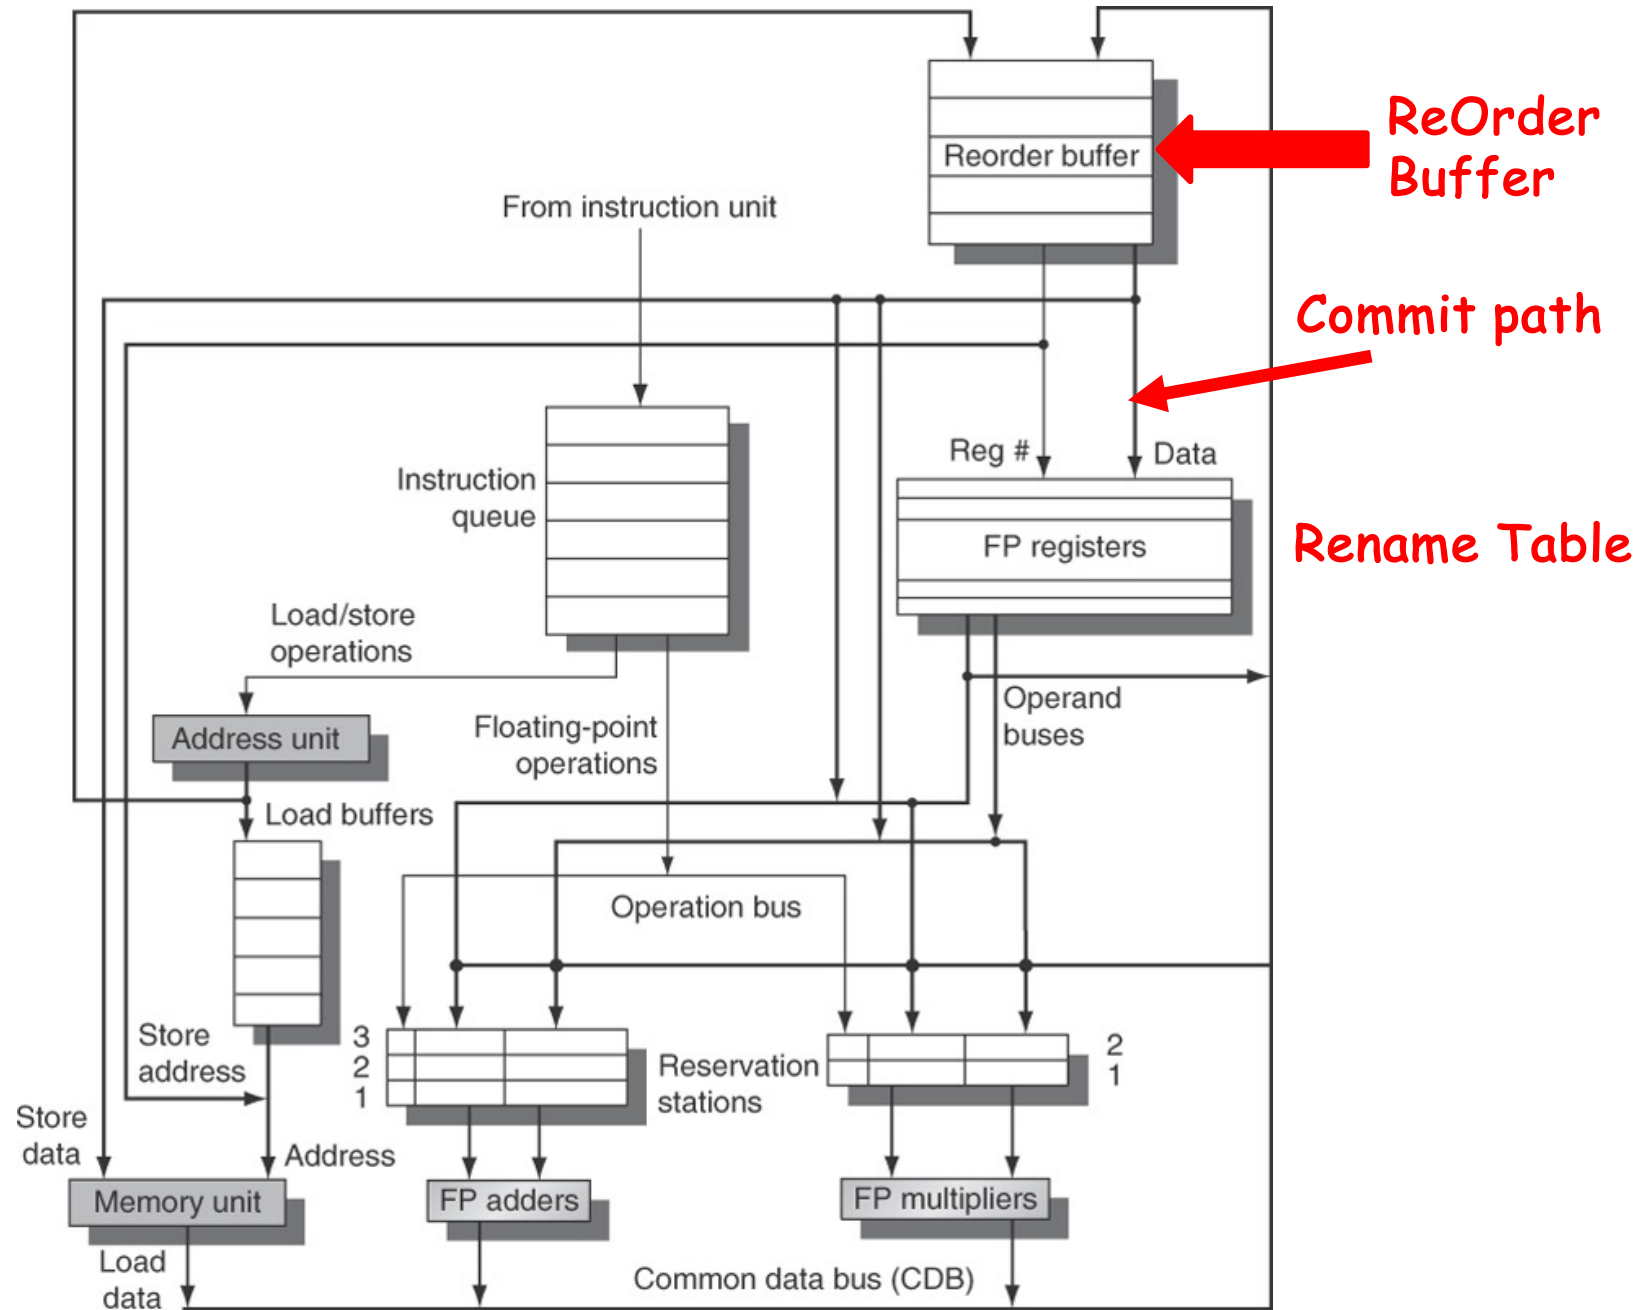 ReOrder
Buffer
Reorder buffer
From instruction unit
Commit path
Reg #
Data
Instruction
queue
FP registers
Rename Table
Load/store
operations
Operand
buses
Floating-point
operations
Address unit
Load buffers
Operation bus
Store
address
3
2
1
Reservation
stations
2
1
Store
data
Address
Memory unit
FP adders
FP multipliers
Load
data
Common data bus (CDB)